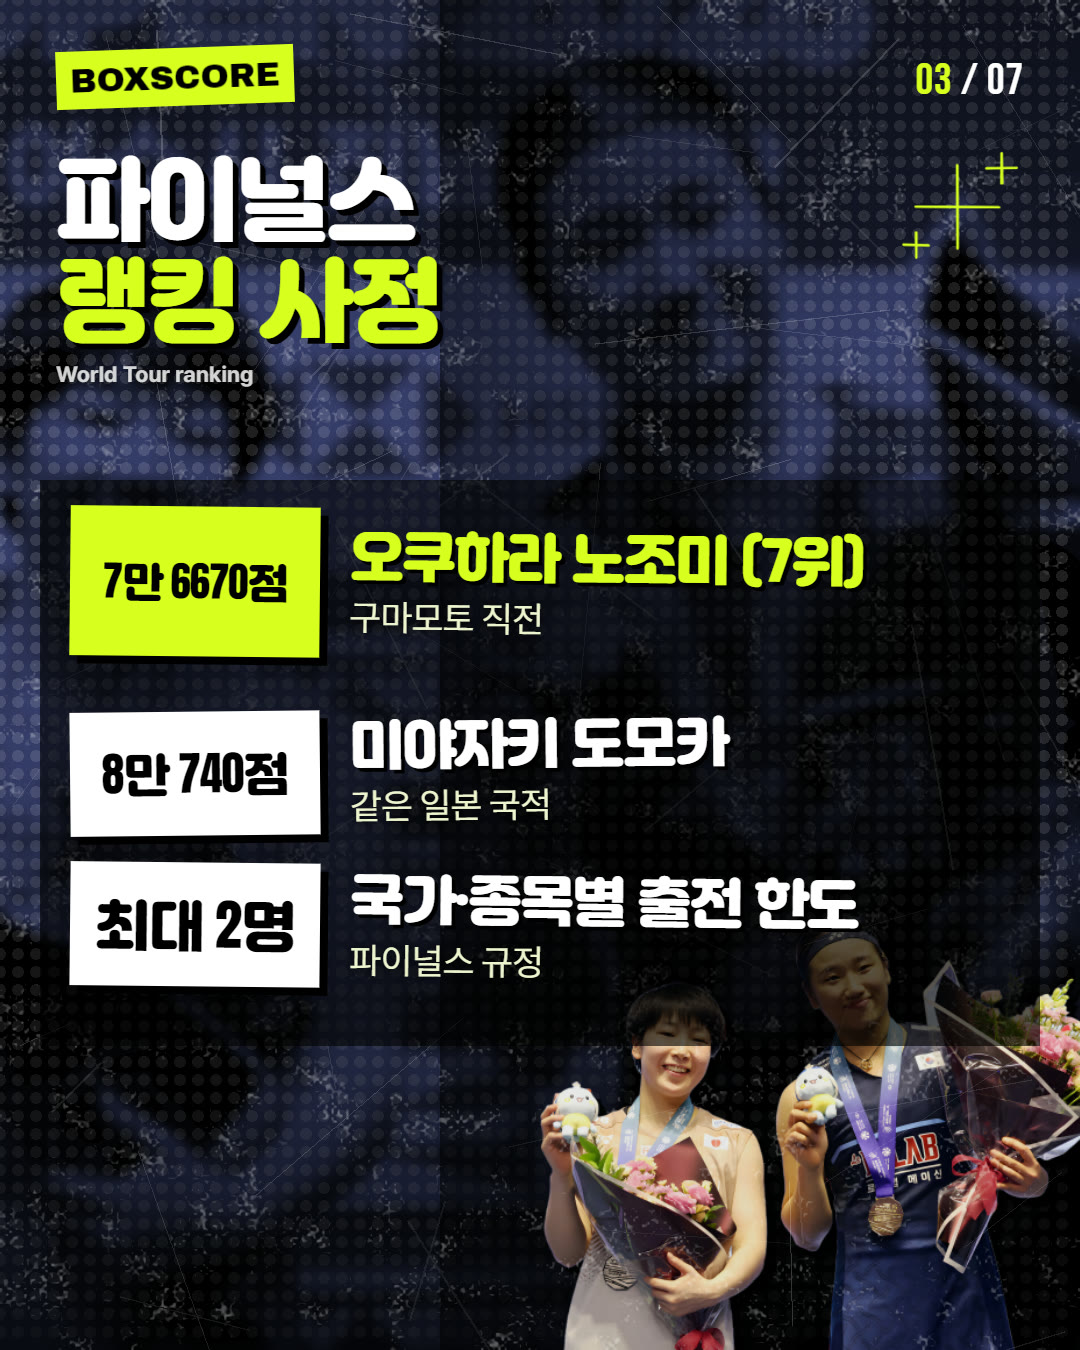 BOXSCORE
03 / 07
파이널스
랭킹 사정
World Tour ranking
7만 6670점
오쿠하라 노조미 (7위)
구마모토 직전
8만 740점
미야자키 도모카
같은 일본 국적
최대 2명
국가·종목별 출전 한도
파이널스 규정
LAB